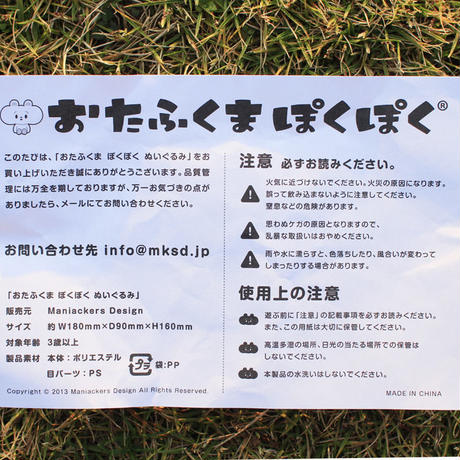 おたふくま ぽくぽく®
このたびは、「おたふくま ぽくぽく ぬいぐるみ」をお
買い上げいただき誠にありがとうございます。品質管
理には万全を期しておりますが、万一お気づきの点が
ありましたら、メールにてお問い合わせください。
お問い合わせ先 info@mksd.jp
「おたふくま ぽくぽく ぬいぐるみ」
販売元 Maniackers Design
サイズ 約 W180mm×D90mm×H160mm
対象年齢 3歳以上
製品素材 本体：ポリエステル
目パーツ：PS
プラ 袋:PP
Copyright © 2013 Maniackers Design All Rights Reserved.
注意 必ずお読みください。
火気に近づけないでください。火災の原因になります。
誤って飲み込まないように注意してください。
窒息などの危険があります。
思わぬケガの原因となりますので、
乱暴な取扱いはおやめください。
雨や水に濡らすと、色落ちしたり、風合いが変わって
しまったりする場合があります。
使用上の注意
遊ぶ前に「注意」の記載事項を必ずお読みください。
また、この用紙は大切に保管してください。
高温多湿の場所、日光の当たる場所での保管は
しないでください。
本製品の水洗いはしないでください。
MADE IN CHINA